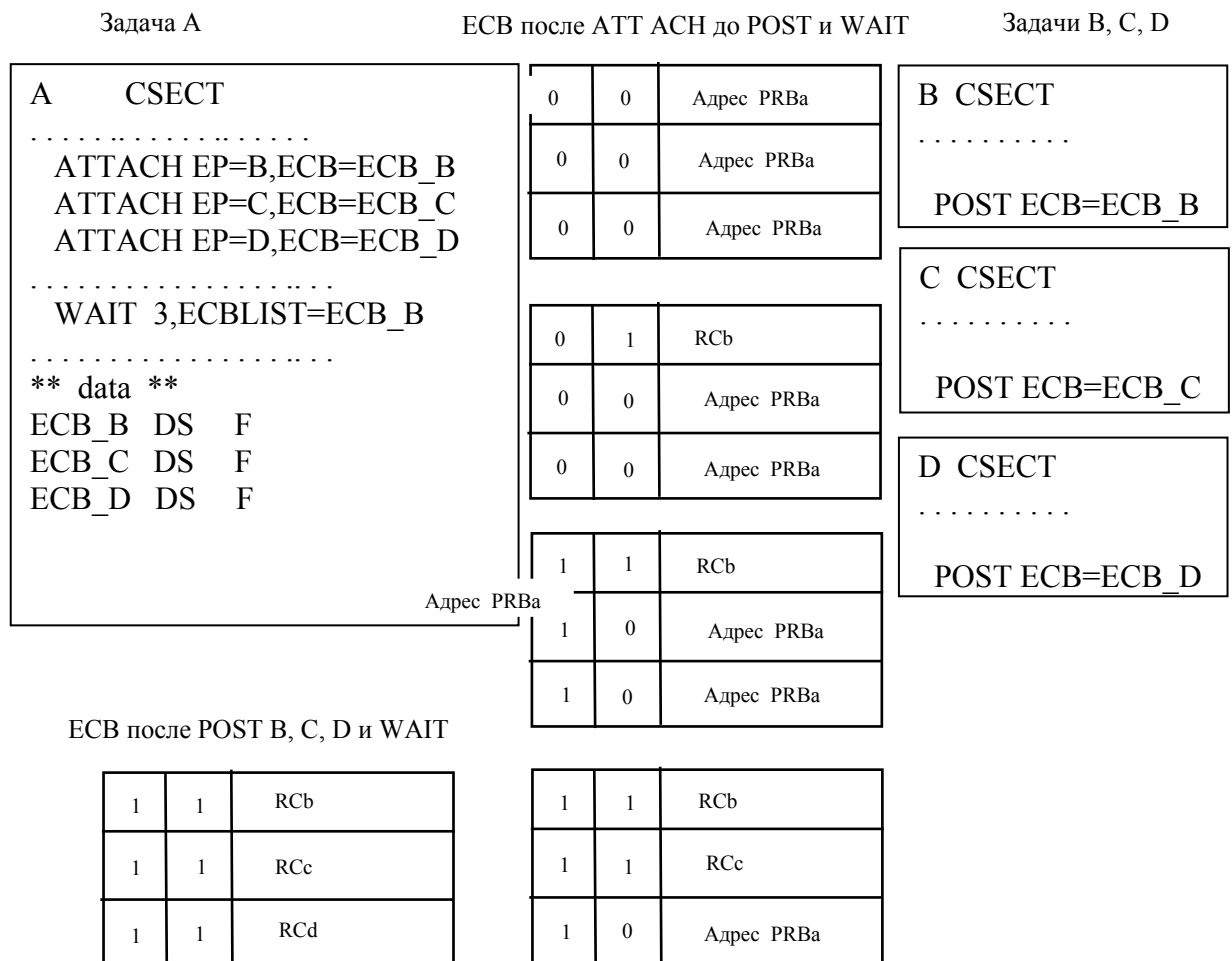 Задача А
ECB после ATT ACH до POST и WAIT
Задачи B, C, D
A CSECT
. . . . . .. . . . . . .. . . . . .
ATTACH EP=B,ECB=ECB_B
ATTACH EP=C,ECB=ECB_C
ATTACH EP=D,ECB=ECB_D
. . . . . . . . . . . . . . . . . .. . .
WAIT 3,ECBLIST=ECB_B
. . . . . . . . . . . . . . . . . .. . .
** data **
ECB_B DS F
ECB_C DS F
ECB_D DS F
0 0 Адрес PRBa
0 0 Адрес PRBa
0 0 Адрес PRBa
0 1 RCb
0 0 Адрес PRBa
0 0 Адрес PRBa
1 1 RCb
Адрес PRBa
1 0 Адрес PRBa
1 0 Адрес PRBa
B CSECT
. . . . . . . . . .
POST ECB=ECB_B
C CSECT
. . . . . . . . . .
POST ECB=ECB_C
D CSECT
. . . . . . . . . .
POST ECB=ECB_D
ECB после POST B, C, D и WAIT
1 1 RCb
1 1 RCc
1 1 RCd
1 1 RCb
1 1 RCc
1 0 Адрес PRBa